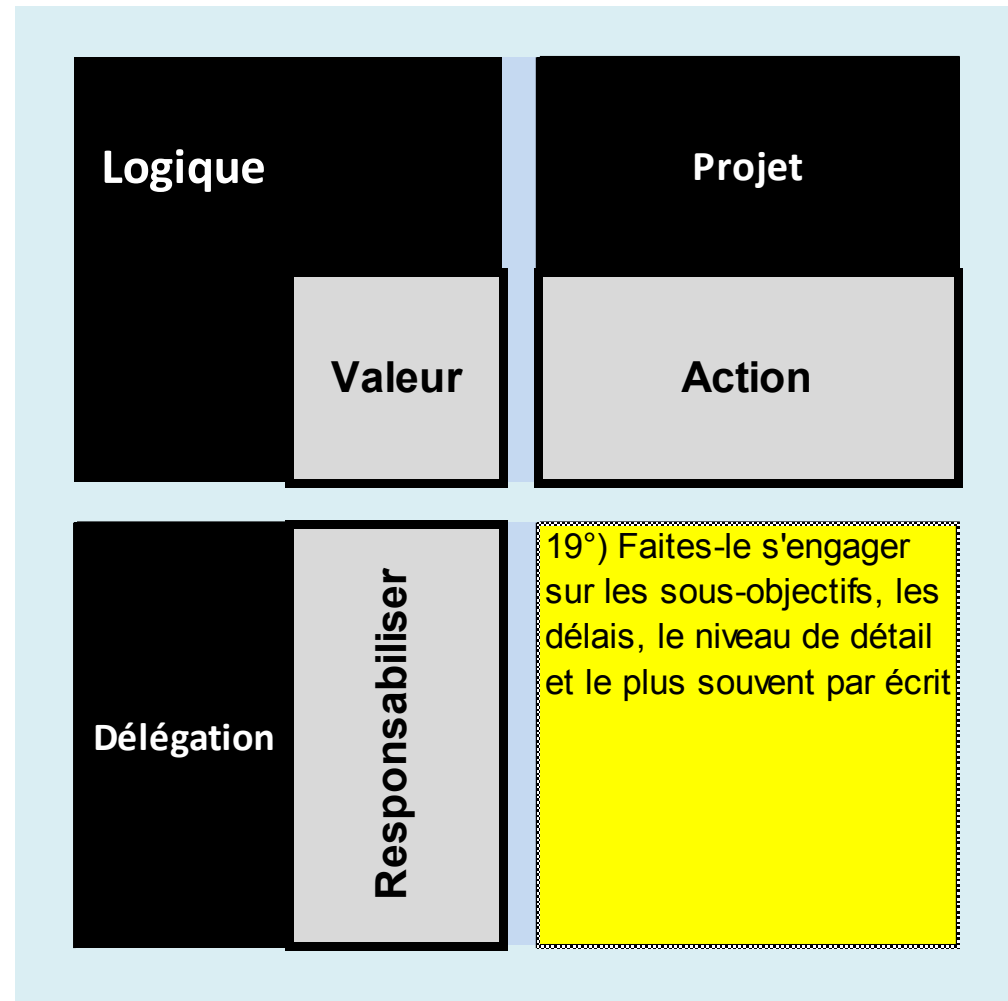 Logique
Projet
Valeur
Action
Délégation
Responsabiliser
19°) Faites-le s'engager
sur les sous-objectifs, les
délais, le niveau de détail
et le plus souvent par écrit